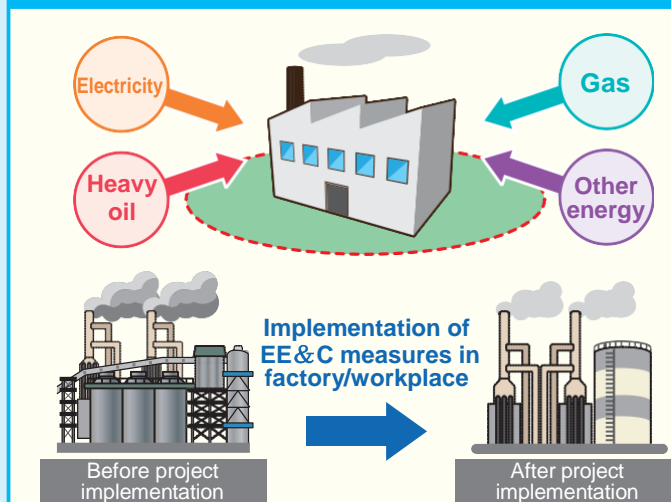 Electricity
Gas
Heavy
oil
Other
energy
Implementation of
EE&C measures in
factory/workplace
Before project
implementation
After project
implementation